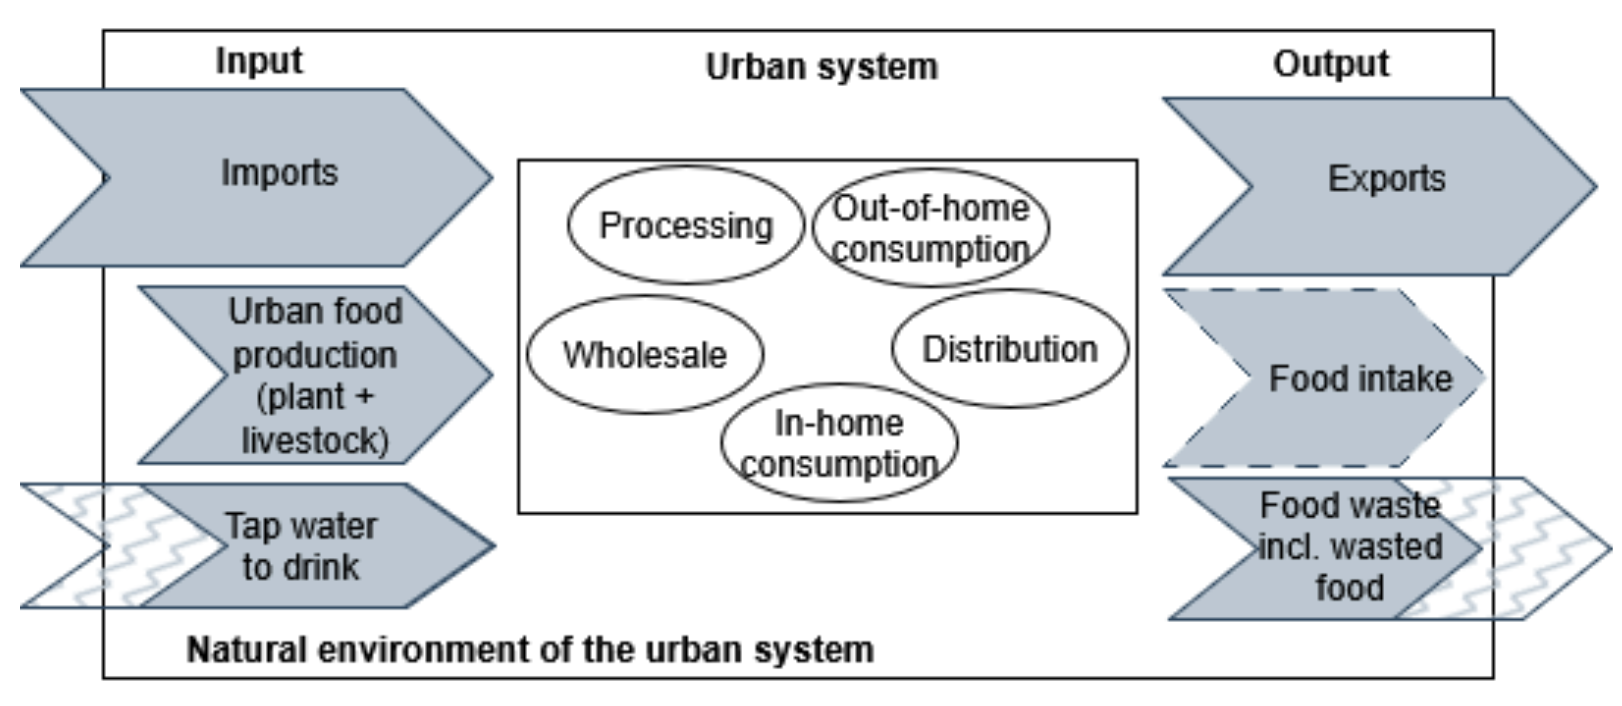 Input
Urban system
Output
Imports
Exports
Processing
Out-of-home
consumption
Urban food
production
(plant +
livestock)
Wholesale
Distribution
Food intake
In-home
consumption
Tap water
to drink
Food waste
incl. wasted
food
Natural environment of the urban system